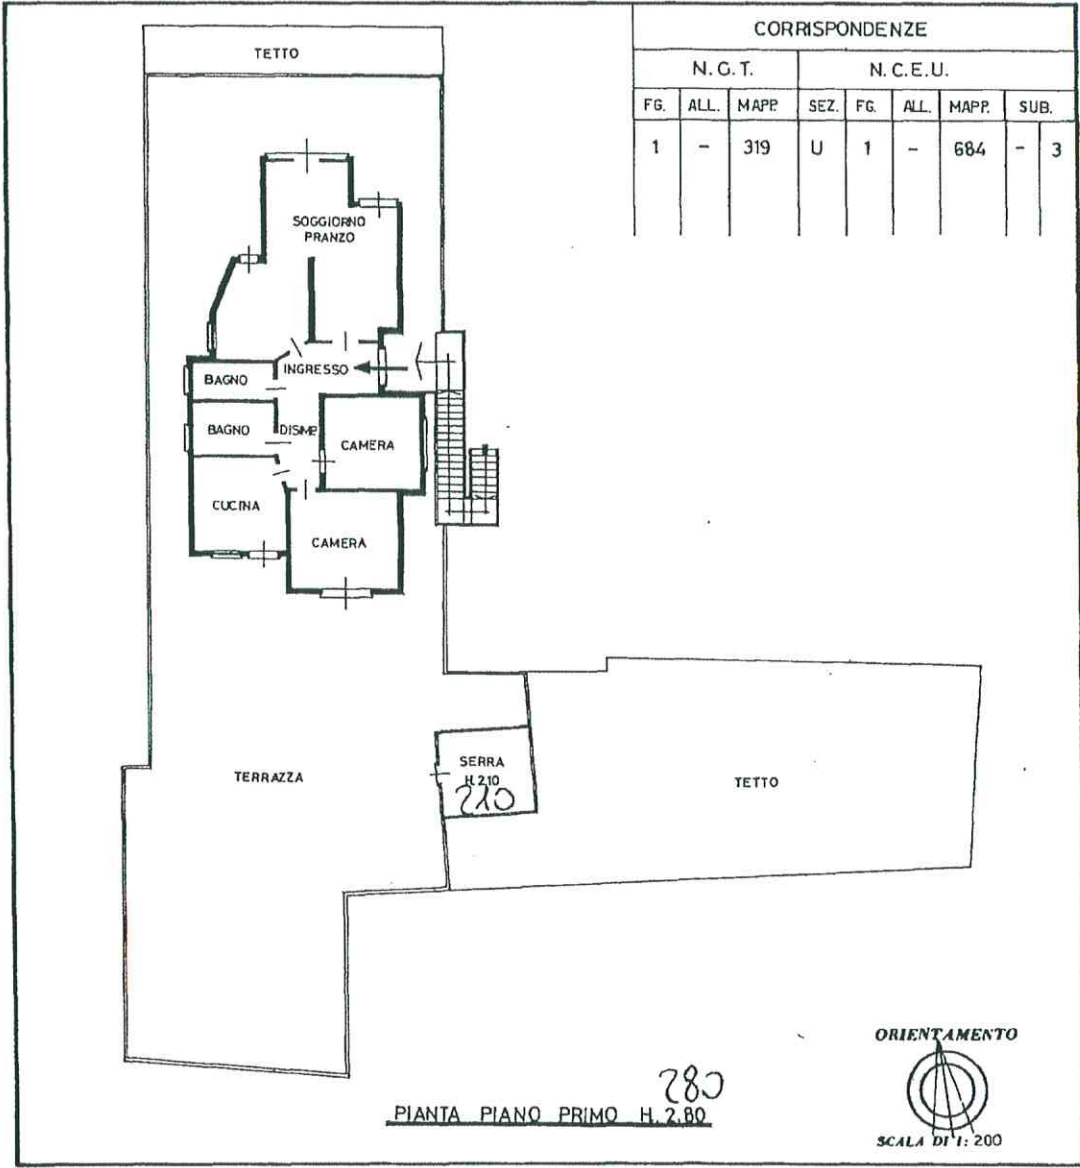 CORRISPONDENZE
N.C.T. N.C.E.U.
FG. ALL. MAPP. SEZ. FG. ALL. MAPP. SUB.
1 - 319 U 1 - 684 - 3
TETTO
SOGGIORNO
PRANZO
INGRESSO
BAGNO
BAGNO
DISIMP
CAMERA
CUCINA
CAMERA
TERRAZZA
SERRA
H. 2.10
210
TETTO
280
PIANTA PIANO PRIMO H. 2.80
ORIENTAMENTO
SCALA DI 1: 200